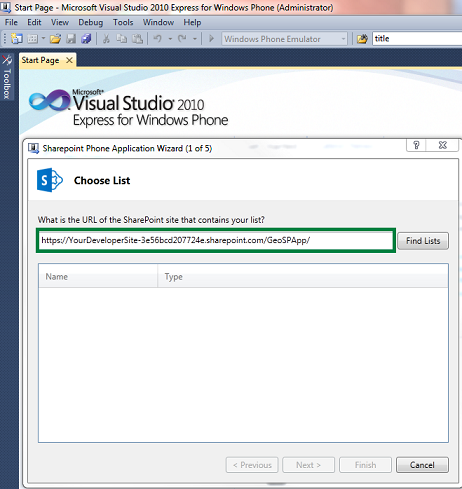 Start Page - Microsoft Visual Studio 2010 Express for Windows Phone (Administrator)
File Edit View Debug Tools Window Help
Windows Phone Emulator title
Toolbox
Start Page
Microsoft®
Visual Studio® 2010
Express for Windows Phone
Sharepoint Phone Application Wizard (1 of 5)
S
Choose List
What is the URL of the SharePoint site that contains your list?
https://YourDeveloperSite-3e56bcd207724e.sharepoint.com/GeoSPApp/ Find Lists
Name Type
< Previous Next > Finish Cancel